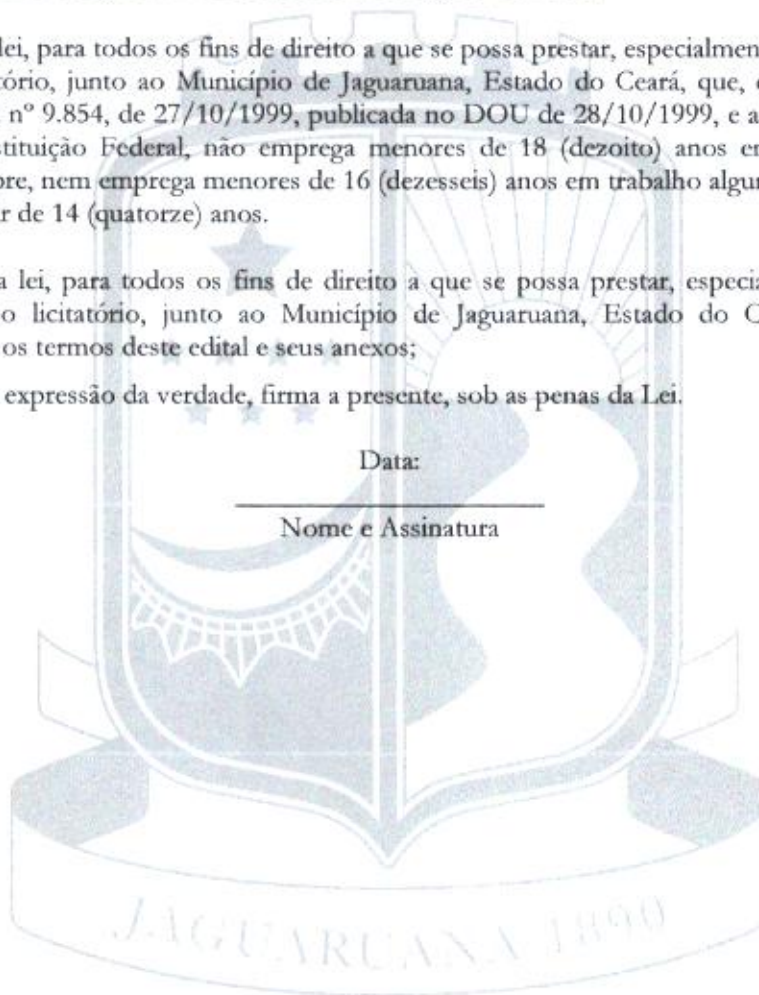 lei, para todos os fins de direito a que se possa prestar, especialmen
tório, junto ao Município de Jaguaruana, Estado do Ceará, que,
nº 9.854, de 27/10/1999, publicada no DOU de 28/10/1999, e a
stituição Federal, não emprega menores de 18 (dezoito) anos em
bre, nem emprega menores de 16 (dezesseis) anos em trabalho algu
r de 14 (quatorze) anos.
a lei, para todos os fins de direito a que se possa prestar, especia
o licitatório, junto ao Município de Jaguaruana, Estado do C
os termos deste edital e seus anexos;
expressão da verdade, firma a presente, sob as penas da Lei.
Data:
Nome e Assinatura
JAGUARUANA 1890